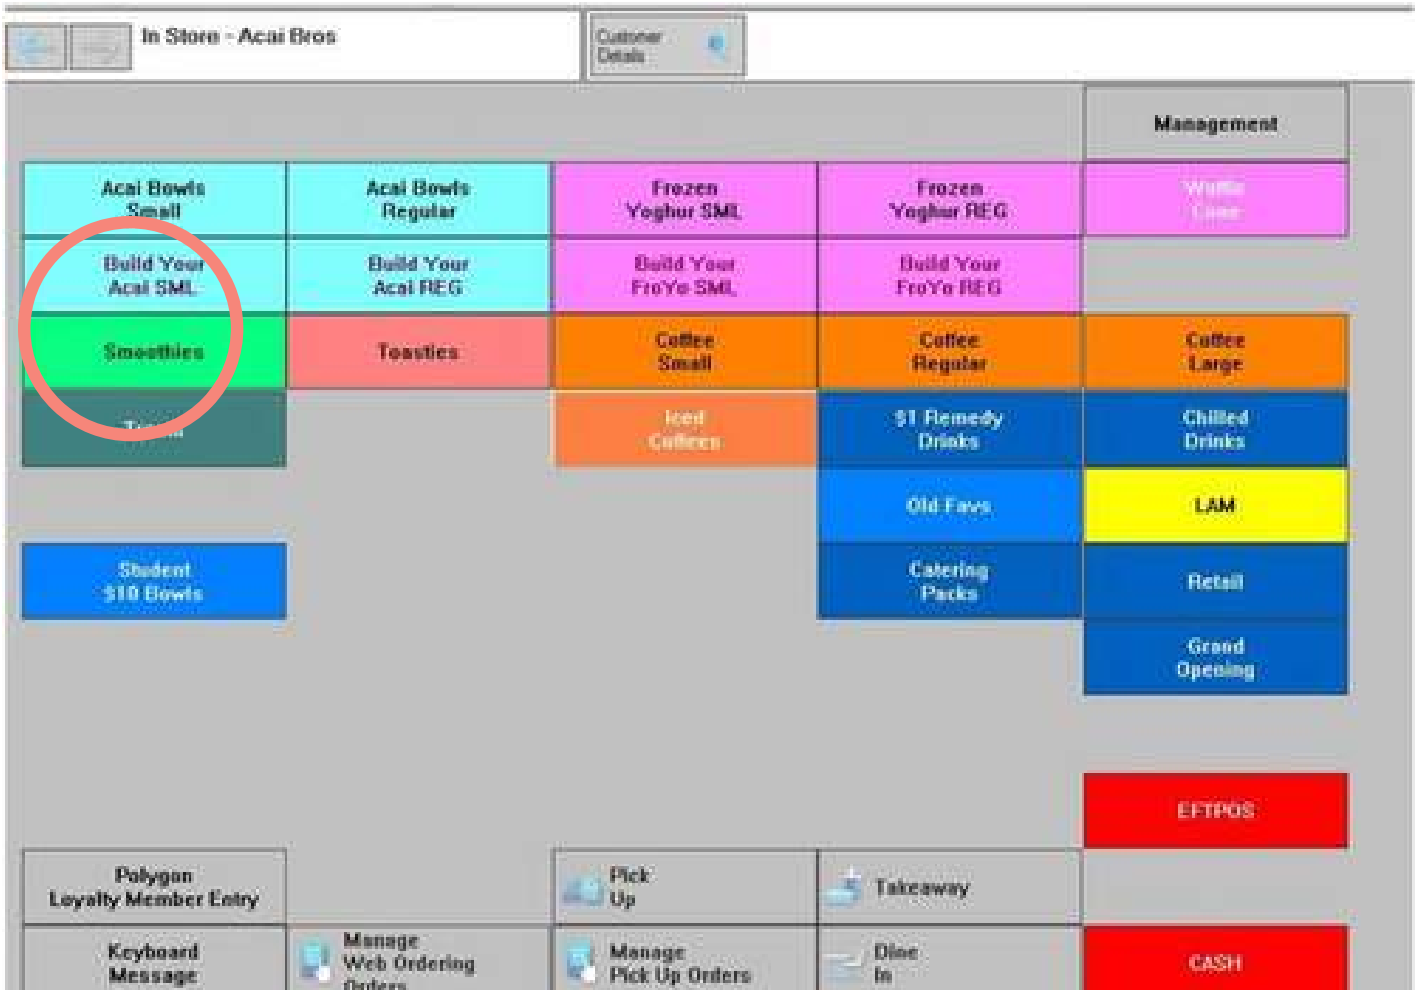 In Store - Acai Bros
Customer
Details
Management
Acai Bowls
Small
Acai Bowls
Regular
Frozen
Yoghur SML
Frozen
Yoghur REG
Waffle
Cone
Build Your
Acai SML
Build Your
Acai REG
Build Your
FroYo SML
Build Your
FroYo REG
Smoothies
Toasties
Coffee
Small
Coffee
Regular
Coffee
Large
Iced
Coffees
$1 Remedy
Drinks
Chilled
Drinks
Old Favs
LAM
Student
$10 Bowls
Catering
Packs
Retail
Grand
Opening
EFTPOS
Polygon
Loyalty Member Entry
Pick
Up
Takeaway
Keyboard
Message
Manage
Web Ordering
Orders
Manage
Pick Up Orders
Dine
In
CASH